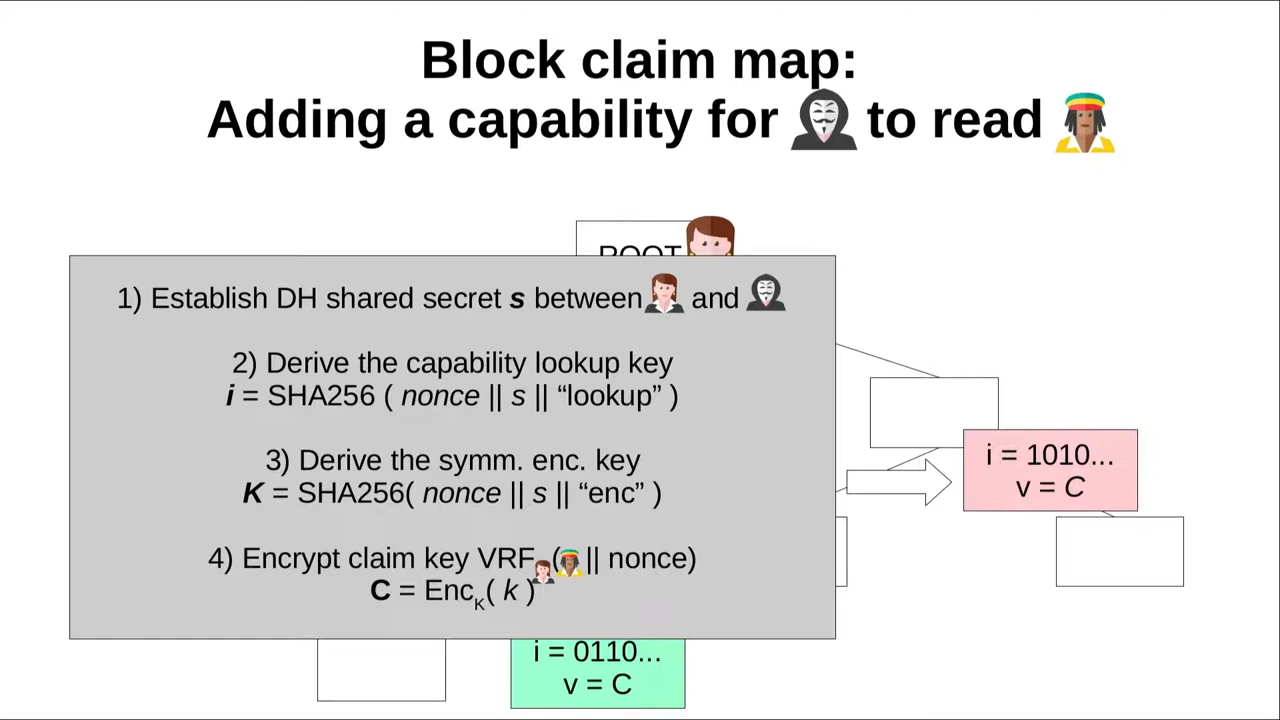 Block claim map:
Adding a capability for to read
ROOT
1) Establish DH shared secret s between and
2) Derive the capability lookup key
i = SHA256 ( nonce || s || “lookup” )
3) Derive the symm. enc. key
K = SHA256( nonce || s || “enc” )
4) Encrypt claim key VRF ( || nonce)
C = EncK( k )
i = 1010...
v = C
i = 0110...
v = C